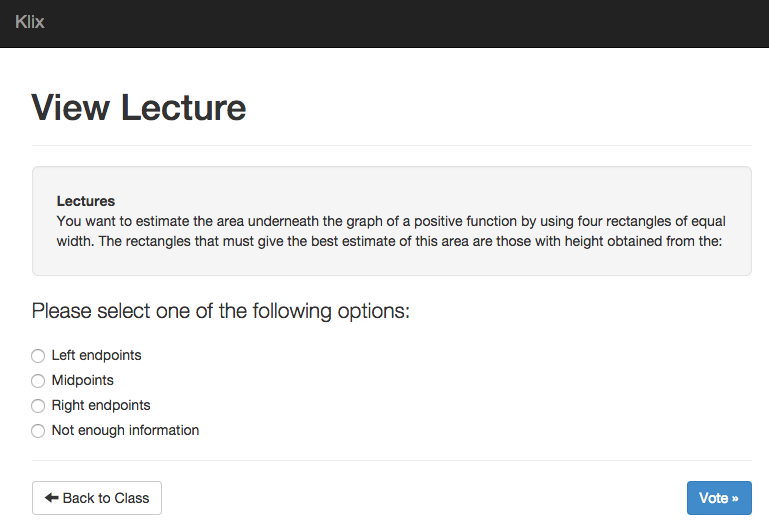 Klix
View Lecture
Lectures
You want to estimate the area underneath the graph of a positive function by using four rectangles of equal
width. The rectangles that must give the best estimate of this area are those with height obtained from the:
Please select one of the following options:
Left endpoints
Midpoints
Right endpoints
Not enough information
Back to Class
Vote »